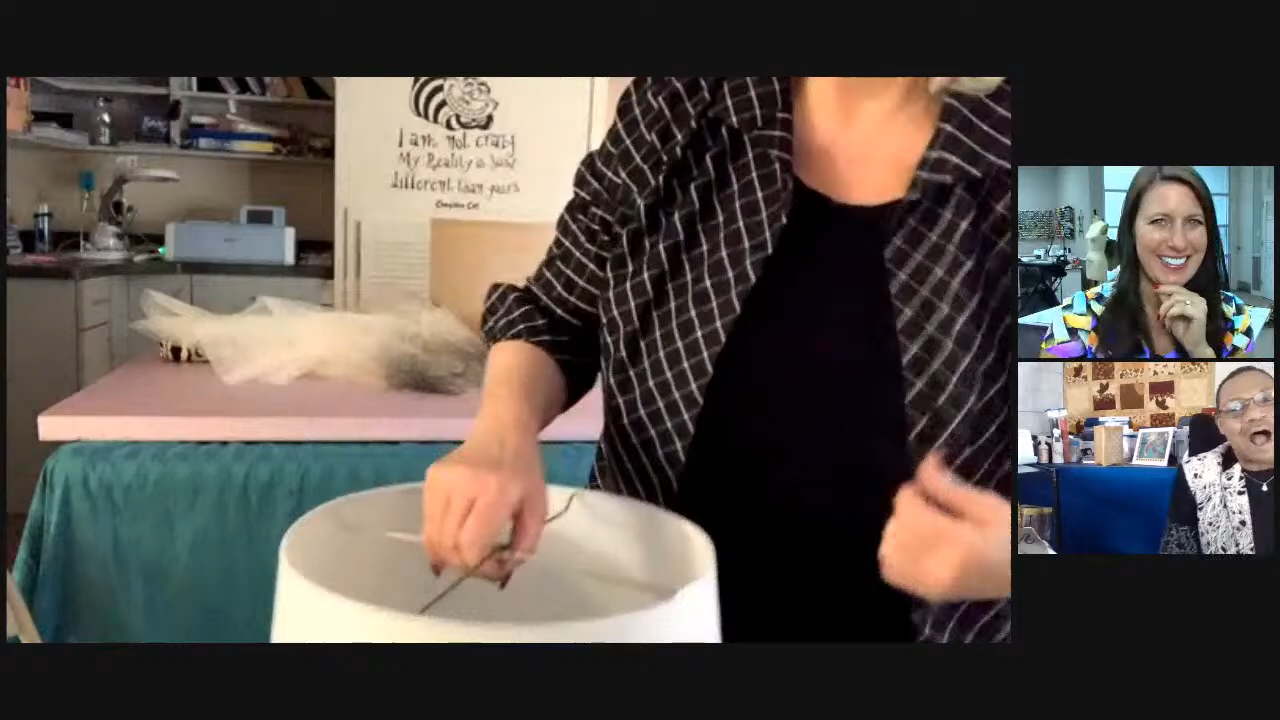 I am not crazy
My Reality is just
different than yours
Cheshire Cat